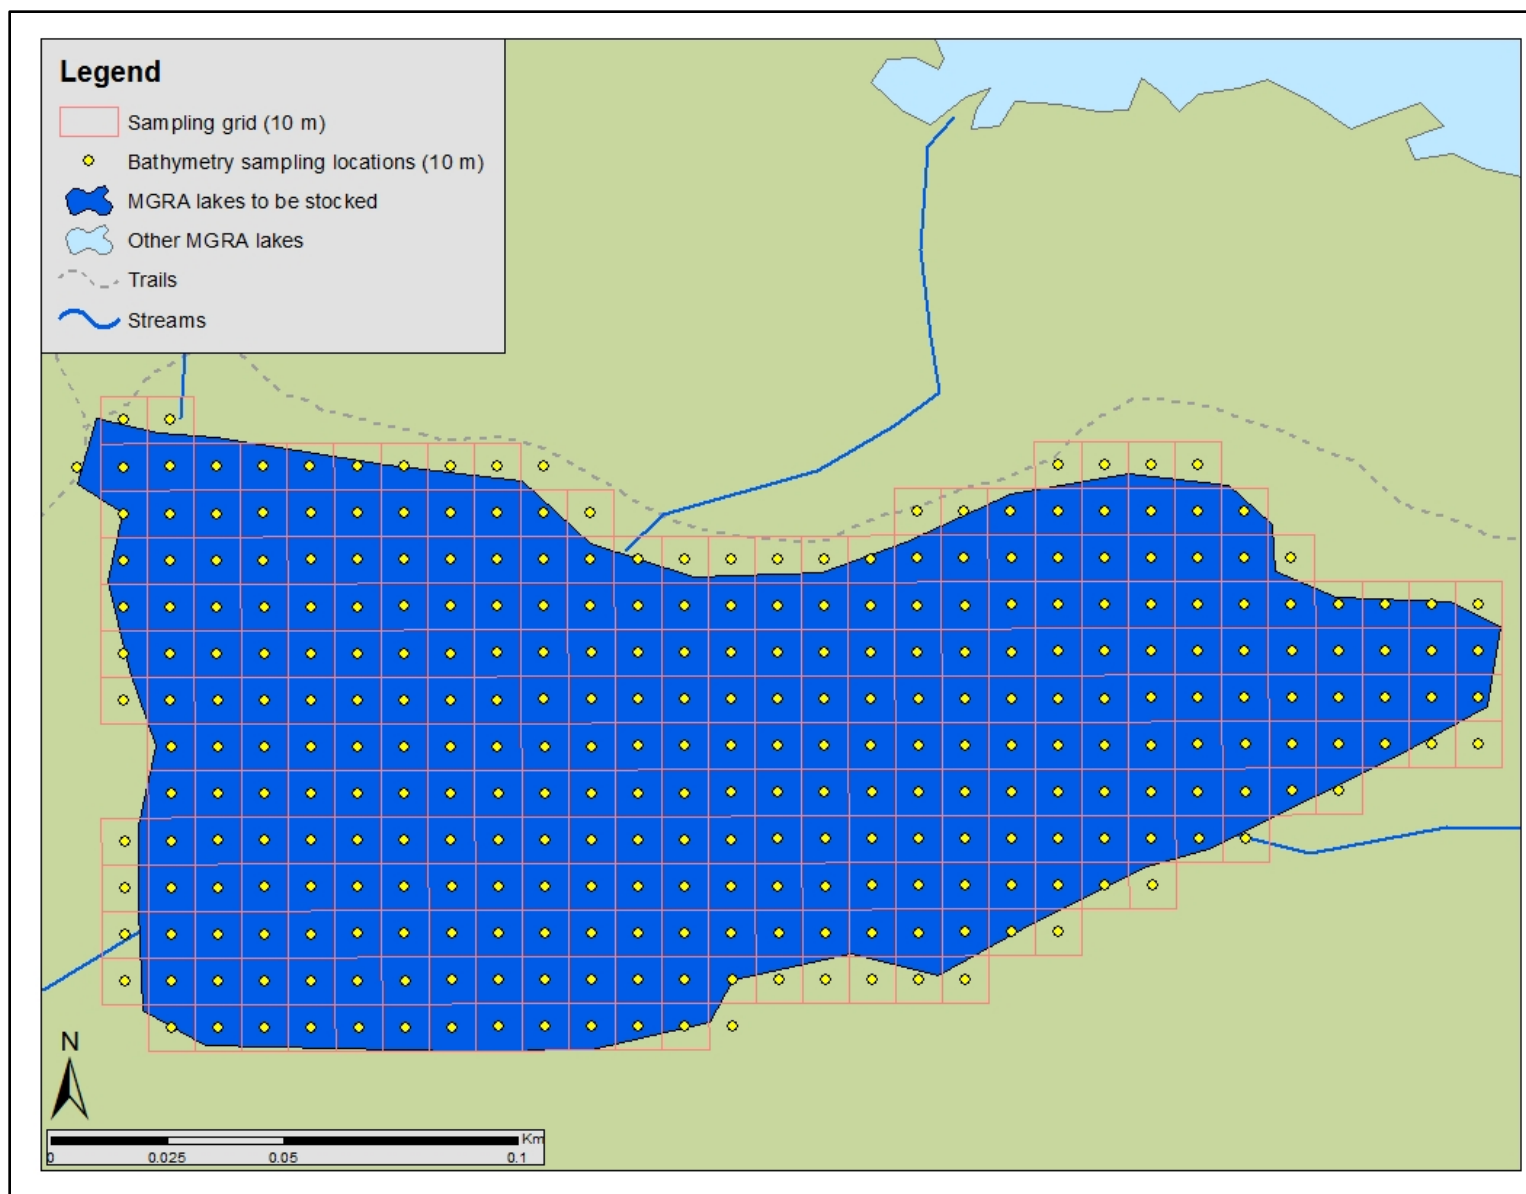 Legend
Sampling grid (10 m)
Bathymetry sampling locations (10 m)
MGRA lakes to be stocked
Other MGRA lakes
Trails
Streams
N
Km
0 0.025 0.05 0.1